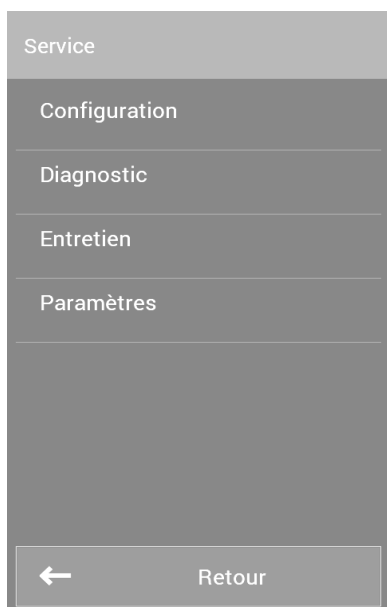 Service
Configuration
Diagnostic
Entretien
Paramètres
Retour